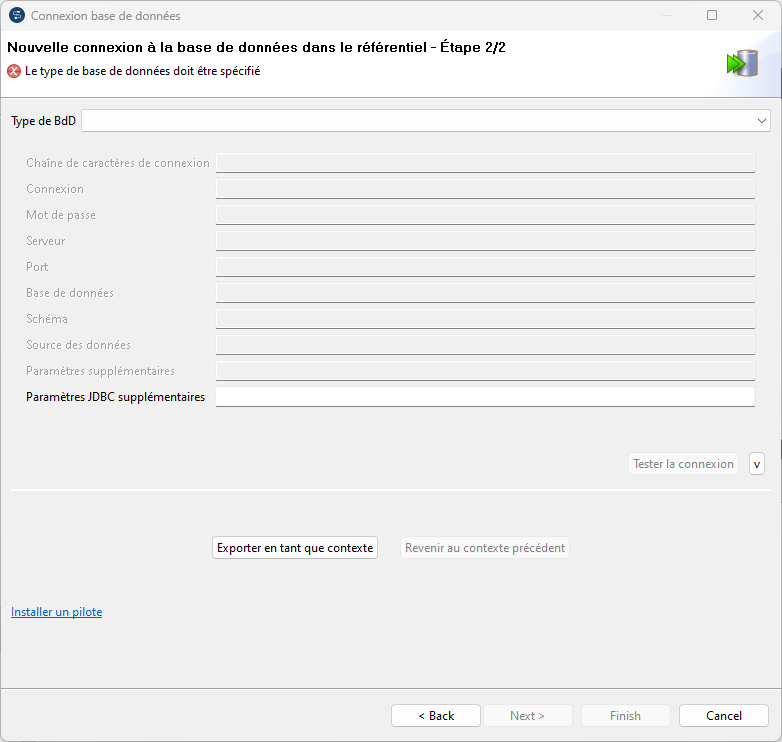 Connexion base de données
Nouvelle connexion à la base de données dans le référentiel - Étape 2/2
Le type de base de données doit être spécifié
Type de BdD
Chaîne de caractères de connexion
Connexion
Mot de passe
Serveur
Port
Base de données
Schéma
Source des données
Paramètres supplémentaires
Paramètres JDBC supplémentaires
Tester la connexion v
Exporter en tant que contexte Revenir au contexte précédent
Installer un pilote
< Back Next > Finish Cancel